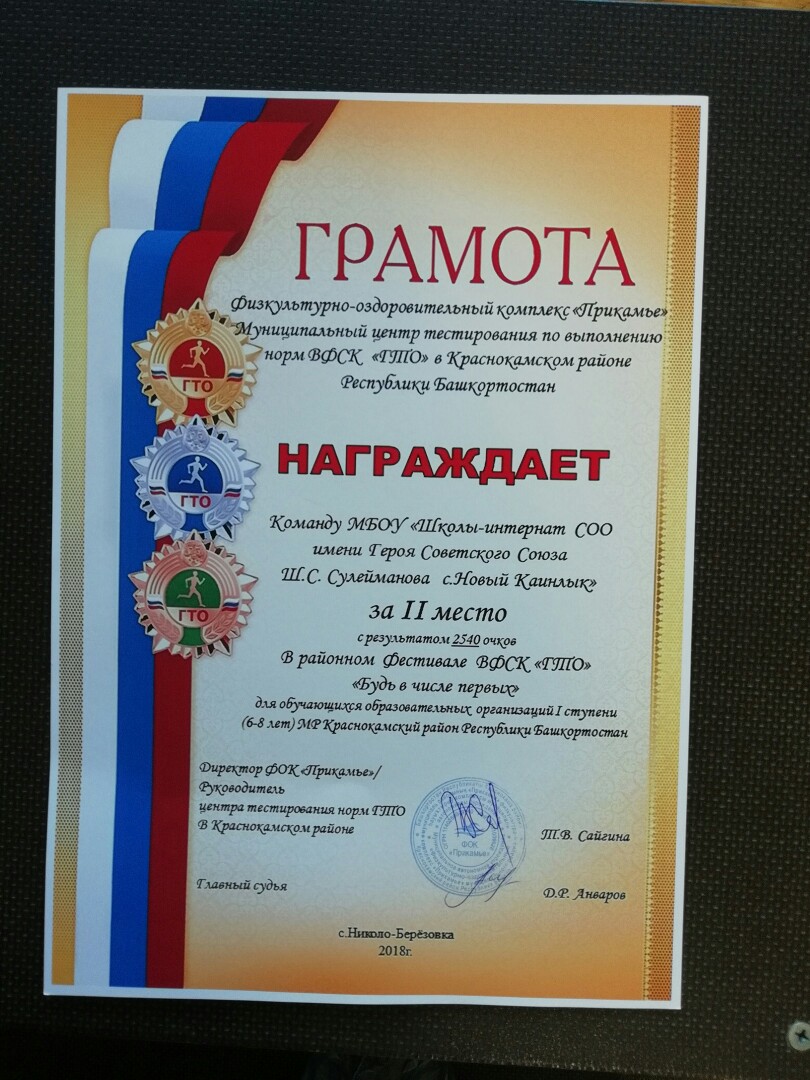 ГРАМОТА
Физкультурно-оздоровительный комплекс «Прикамье»
Муниципальный центр тестирования по выполнению
норм ВФСК «ГТО» в Краснокамском районе
Республики Башкортостан
ГТО
НАГРАЖДАЕТ
ГТО
Команду МБОУ «Школы-интернат СОО
имени Героя Советского Союза
Ш.С. Сулейманова с.Новый Каинлык»
ГТО
за II место
с результатом 2540 очков
В районном Фестивале ВФСК «ГТО»
«Будь в числе первых»
для обучающихся образовательных организаций I ступени
(6-8 лет) МР Краснокамский район Республики Башкортостан
Директор ФОК «Прикамье»/
Руководитель
центра тестирования норм ГТО
В Краснокамском районе
Т.В. Сайгина
ФОК
«Прикамье»
Главный судья
Д.Р. Анваров
с.Николо-Берёзовка
2018г.